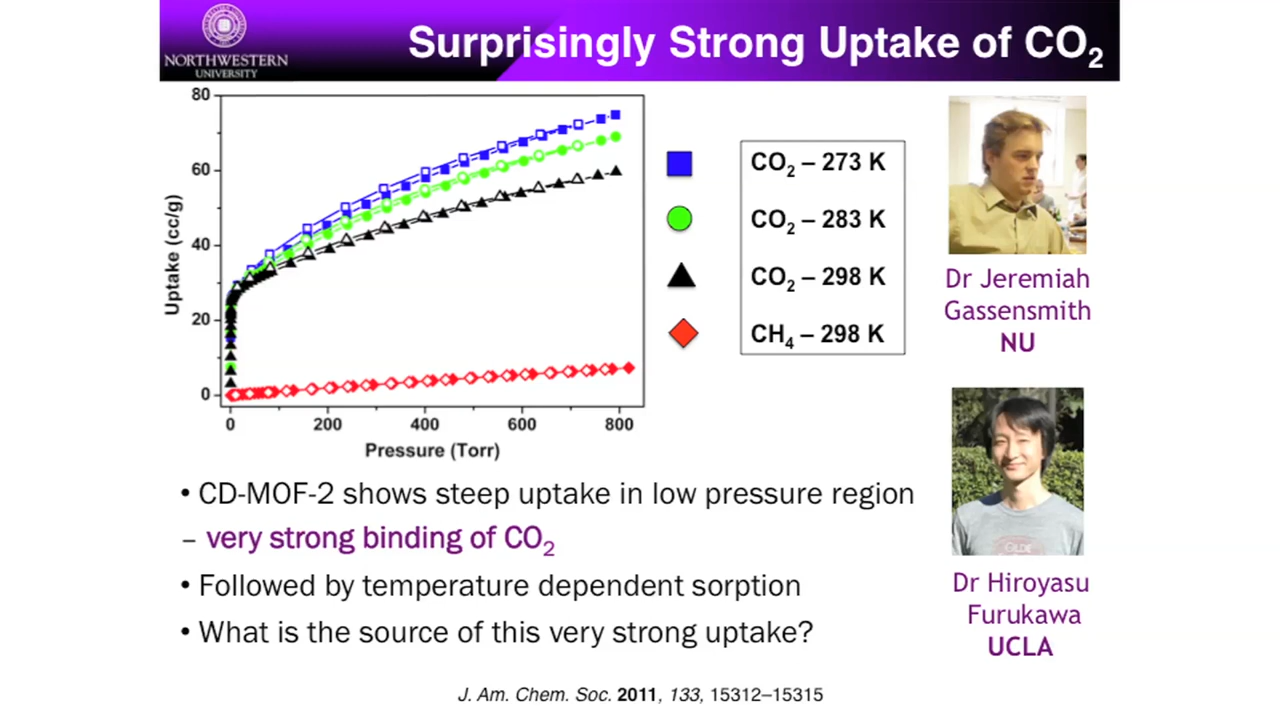 NORTHWESTERN
UNIVERSITY
Surprisingly Strong Uptake of CO₂
80
60
40
20
0
Uptake (cc/g)
0 200 400 600 800
Pressure (Torr)
CO₂ – 273 K
CO₂ – 283 K
CO₂ – 298 K
CH₄ – 298 K
Dr Jeremiah
Gassensmith
NU
• CD-MOF-2 shows steep uptake in low pressure region
– very strong binding of CO₂
• Followed by temperature dependent sorption
• What is the source of this very strong uptake?
Dr Hiroyasu
Furukawa
UCLA
J. Am. Chem. Soc. 2011, 133, 15312–15315